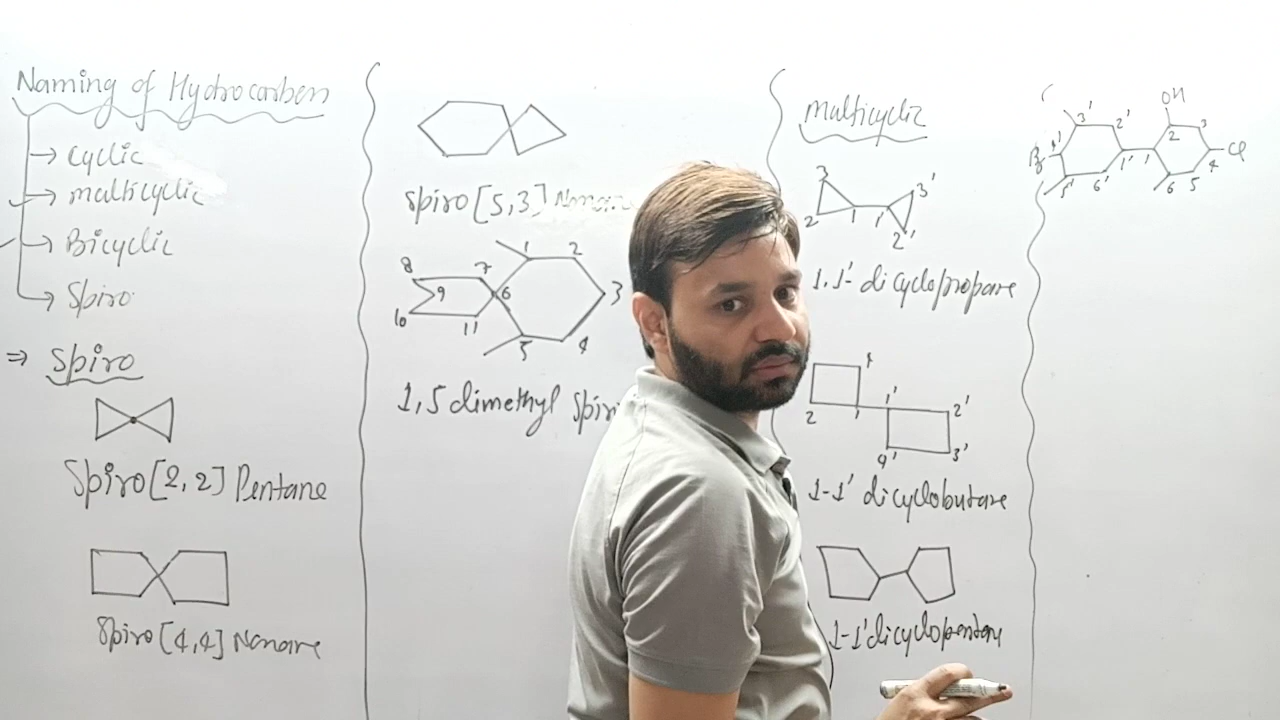 Naming of Hydrocarbon
→ Cyclic
→ multicyclic
→ Bicyclic
→ Spiro
⇒ Spiro
Spiro[2,2] Pentane
Spiro[4,4] Nonane
Spiro[5,3] Nonane
1 2 3 4 5 6 7 8 9 10 11
1,5 dimethyl Spir
multicyclic
3 2 1 1' 3' 2'
1,1'-dicyclopropane
2 1' 2' 3' 4'
1-1' dicyclobutane
1-1' dicyclopentane
OH
3' 2' 2 3
Br 4' 1' 1 4 Cl
5' 6' 6 5